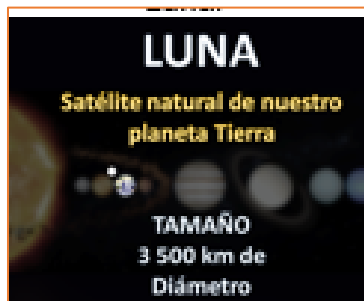 LUNA
Satélite natural de nuestro
planeta Tierra
TAMAÑO
3 500 km de
Diámetro